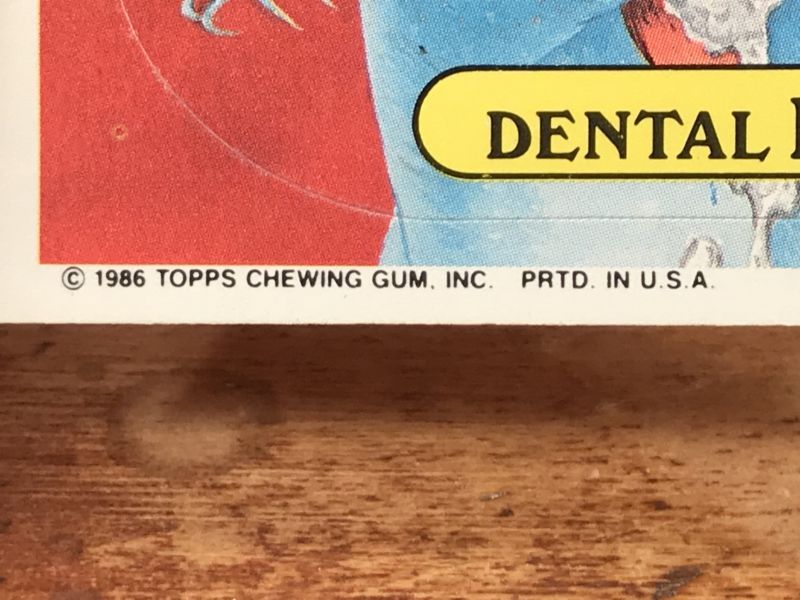 DENTAL
© 1986 TOPPS CHEWING GUM, INC. PRTD. IN U.S.A.